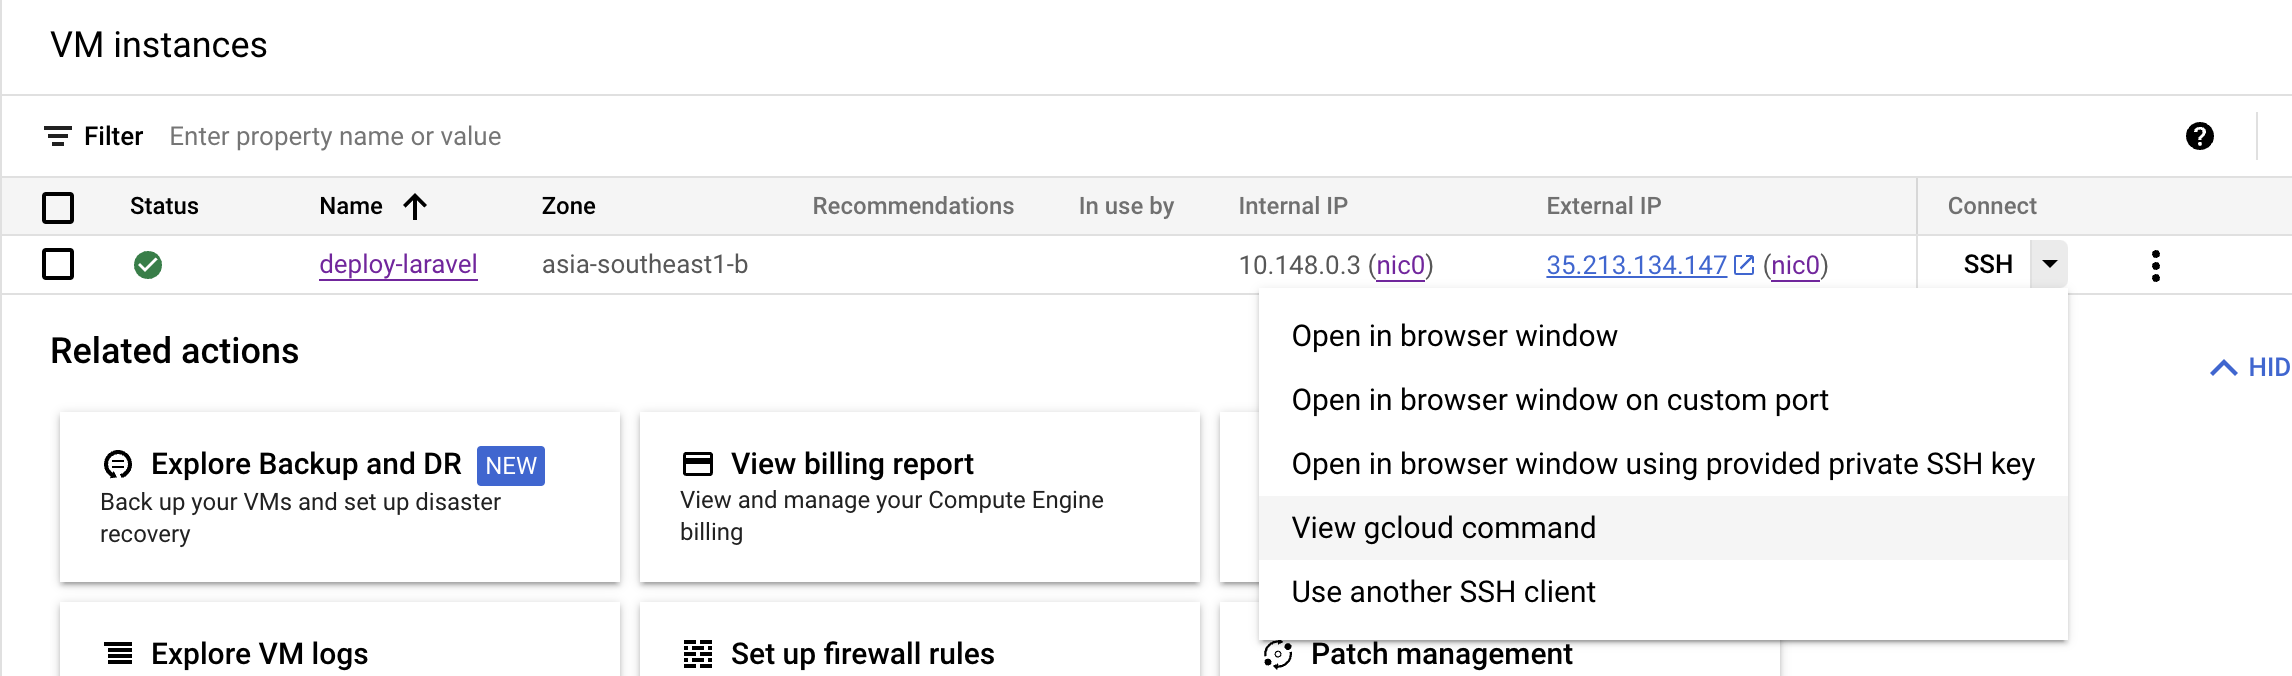 VM instances
Filter Enter property name or value
Status Name Zone Recommendations In use by Internal IP External IP Connect
deploy-laravel asia-southeast1-b 10.148.0.3 (nic0) 35.213.134.147 (nic0) SSH
Open in browser window
Open in browser window on custom port
Open in browser window using provided private SSH key
View gcloud command
Use another SSH client
Related actions
HID
Explore Backup and DR NEW
Back up your VMs and set up disaster
recovery
View billing report
View and manage your Compute Engine
billing
Explore VM logs
Set up firewall rules
Patch management